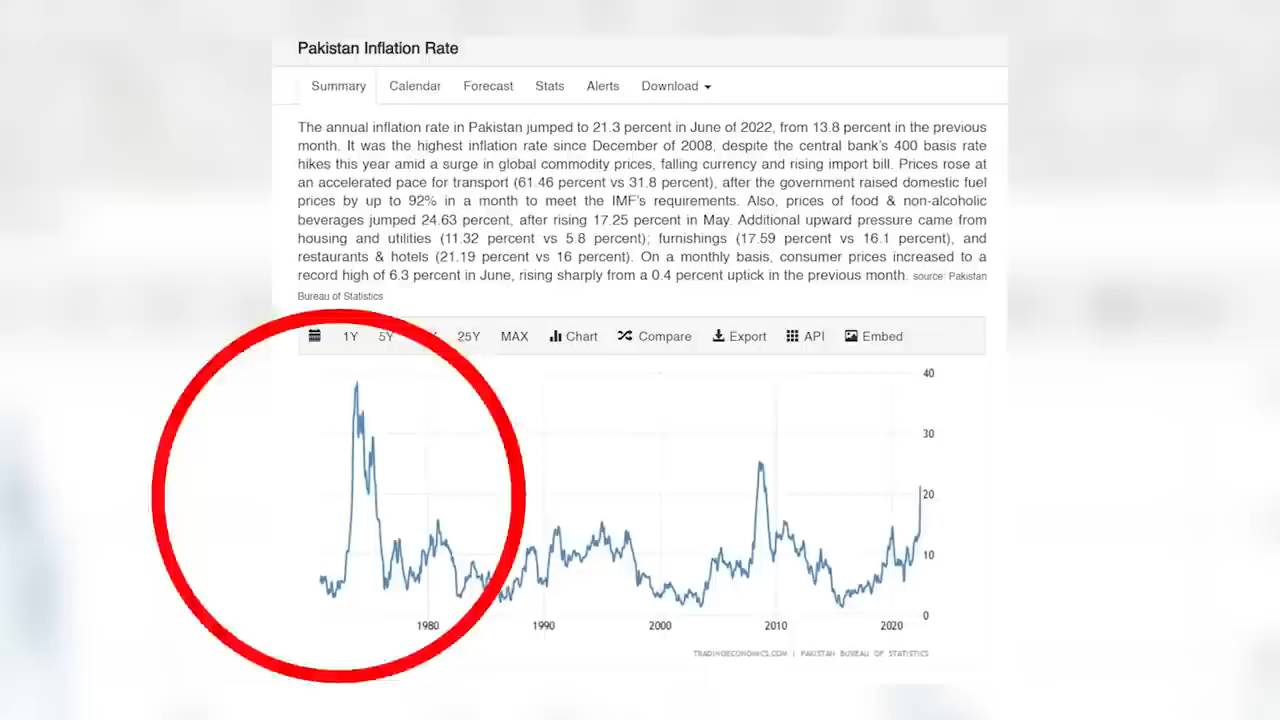 Pakistan Inflation Rate
Summary Calendar Forecast Stats Alerts Download
The annual inflation rate in Pakistan jumped to 21.3 percent in June of 2022, from 13.8 percent in the previous
month. It was the highest inflation rate since December of 2008, despite the central bank's 400 basis rate
hikes this year amid a surge in global commodity prices, falling currency and rising import bill. Prices rose at
an accelerated pace for transport (61.46 percent vs 31.8 percent), after the government raised domestic fuel
prices by up to 92% in a month to meet the IMF's requirements. Also, prices of food & non-alcoholic
beverages jumped 24.63 percent, after rising 17.25 percent in May. Additional upward pressure came from
housing and utilities (11.32 percent vs 5.8 percent); furnishings (17.59 percent vs 16.1 percent), and
restaurants & hotels (21.19 percent vs 16 percent). On a monthly basis, consumer prices increased to a
record high of 6.3 percent in June, rising sharply from a 0.4 percent uptick in the previous month. source: Pakistan
Bureau of Statistics
1Y 5Y 25Y MAX Chart Compare Export API Embed
40
30
20
10
0
1980 1990 2000 2010 2020
TRADINGECONOMICS.COM | PAKISTAN BUREAU OF STATISTICS